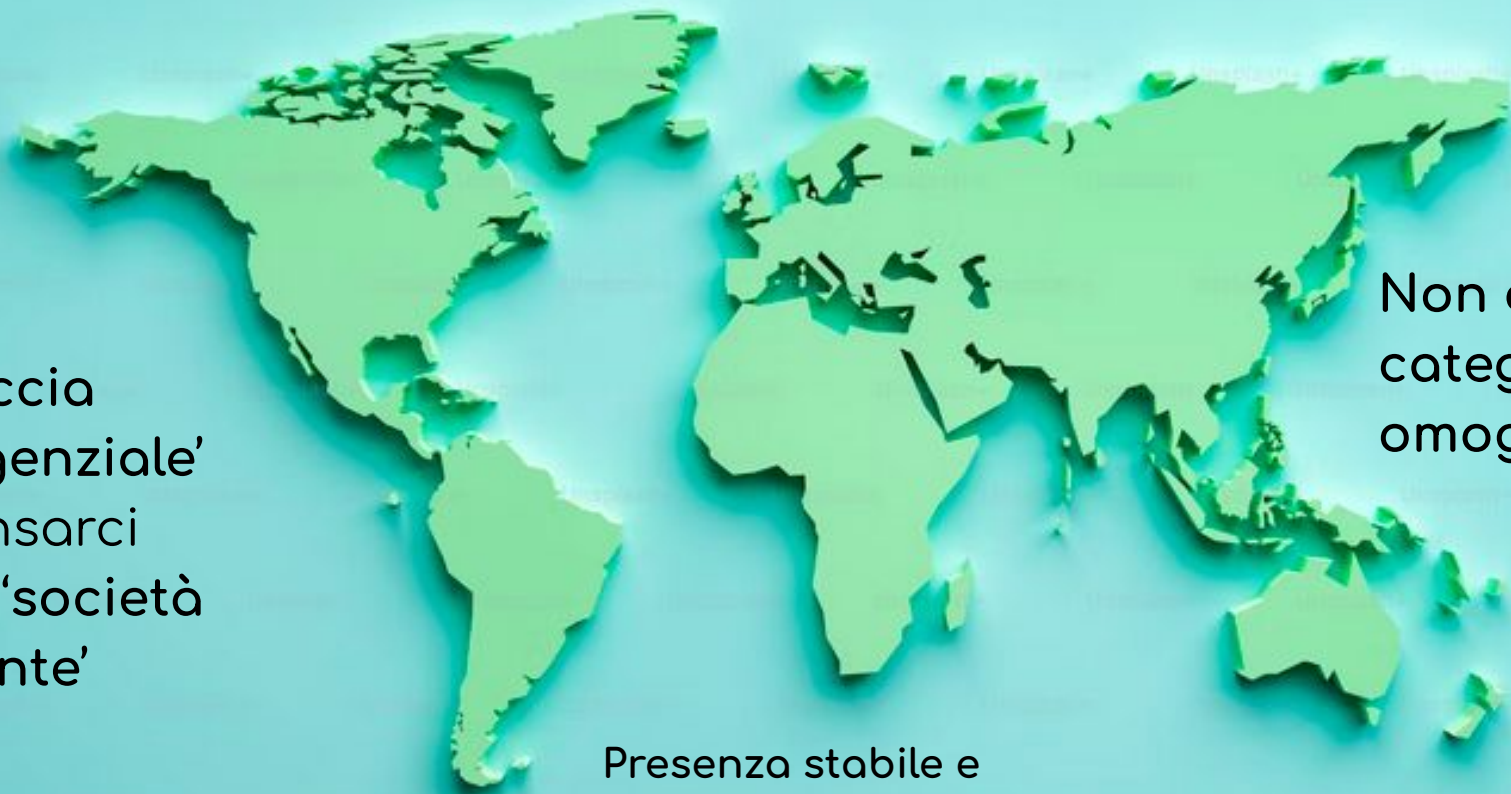 ccia
genziale’
nsarci
‘società
nte’
Non
categ
omog
Presenza stabile e